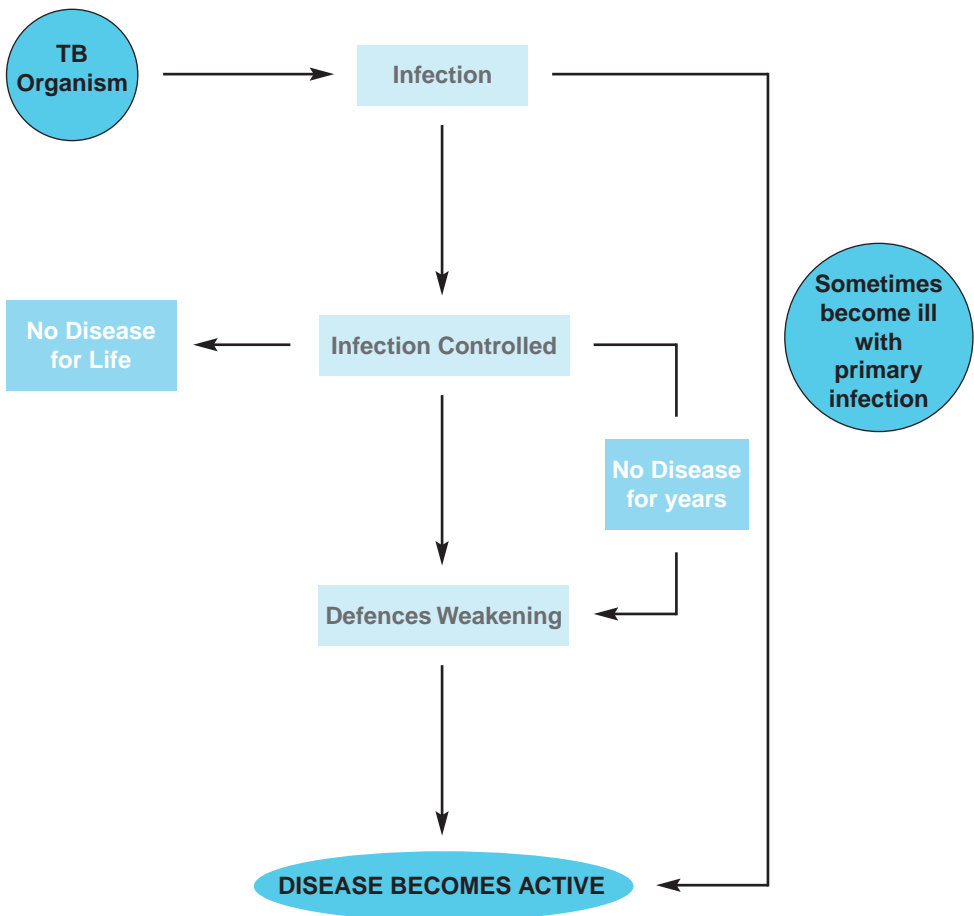 TB
Organism
Infection
Sometimes
become ill
with
primary
infection
No Disease
for Life
Infection Controlled
No Disease
for years
Defences Weakening
DISEASE BECOMES ACTIVE